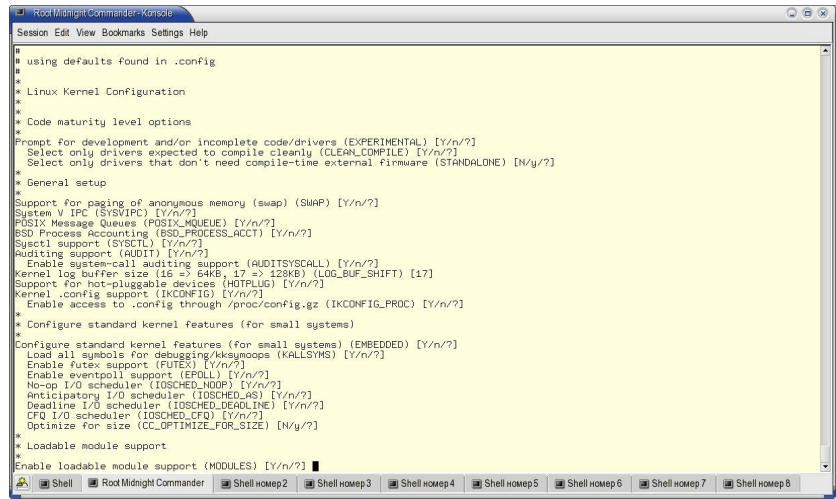 Root Midnight Commander - Konsole
Session Edit View Bookmarks Settings Help
#
# using defaults found in .config
#
*
* Linux Kernel Configuration
*
*
* Code maturity level options
*
Prompt for development and/or incomplete code/drivers (EXPERIMENTAL) [Y/n/?]
Select only drivers expected to compile cleanly (CLEAN_COMPILE) [Y/n/?]
Select only drivers that don't need compile-time external firmware (STANDALONE) [N/y/?]
*
* General setup
*
Support for paging of anonymous memory (swap) (SWAP) [Y/n/?]
System V IPC (SYSVIPC) [Y/n/?]
POSIX Message Queues (POSIX_MQUEUE) [Y/n/?]
BSD Process Accounting (BSD_PROCESS_ACCT) [Y/n/?]
Sysctl support (SYSCTL) [Y/n/?]
Auditing support (AUDIT) [Y/n/?]
Enable system-call auditing support (AUDITSYSCALL) [Y/n/?]
Kernel log buffer size (16 => 64KB, 17 => 128KB) (LOG_BUF_SHIFT) [17]
Support for hot-pluggable devices (HOTPLUG) [Y/n/?]
Kernel .config support (IKCONFIG) [Y/n/?]
Enable access to .config through /proc/config.gz (IKCONFIG_PROC) [Y/n/?]
*
* Configure standard kernel features (for small systems)
*
Configure standard kernel features (for small systems) (EMBEDDED) [Y/n/?]
Load all symbols for debugging/kksymoops (KALLSYMS) [Y/n/?]
Enable futex support (FUTEX) [Y/n/?]
Enable eventpoll support (EPOLL) [Y/n/?]
No-op I/O scheduler (IOSCHED_NOOP) [Y/n/?]
Anticipatory I/O scheduler (IOSCHED_AS) [Y/n/?]
Deadline I/O scheduler (IOSCHED_DEADLINE) [Y/n/?]
CFQ I/O scheduler (IOSCHED_CFQ) [Y/n/?]
Optimize for size (CC_OPTIMIZE_FOR_SIZE) [N/y/?]
*
* Loadable module support
*
Enable loadable module support (MODULES) [Y/n/?]
Shell Root Midnight Commander Shell номер 2 Shell номер 3 Shell номер 4 Shell номер 5 Shell номер 6 Shell номер 7 Shell номер 8